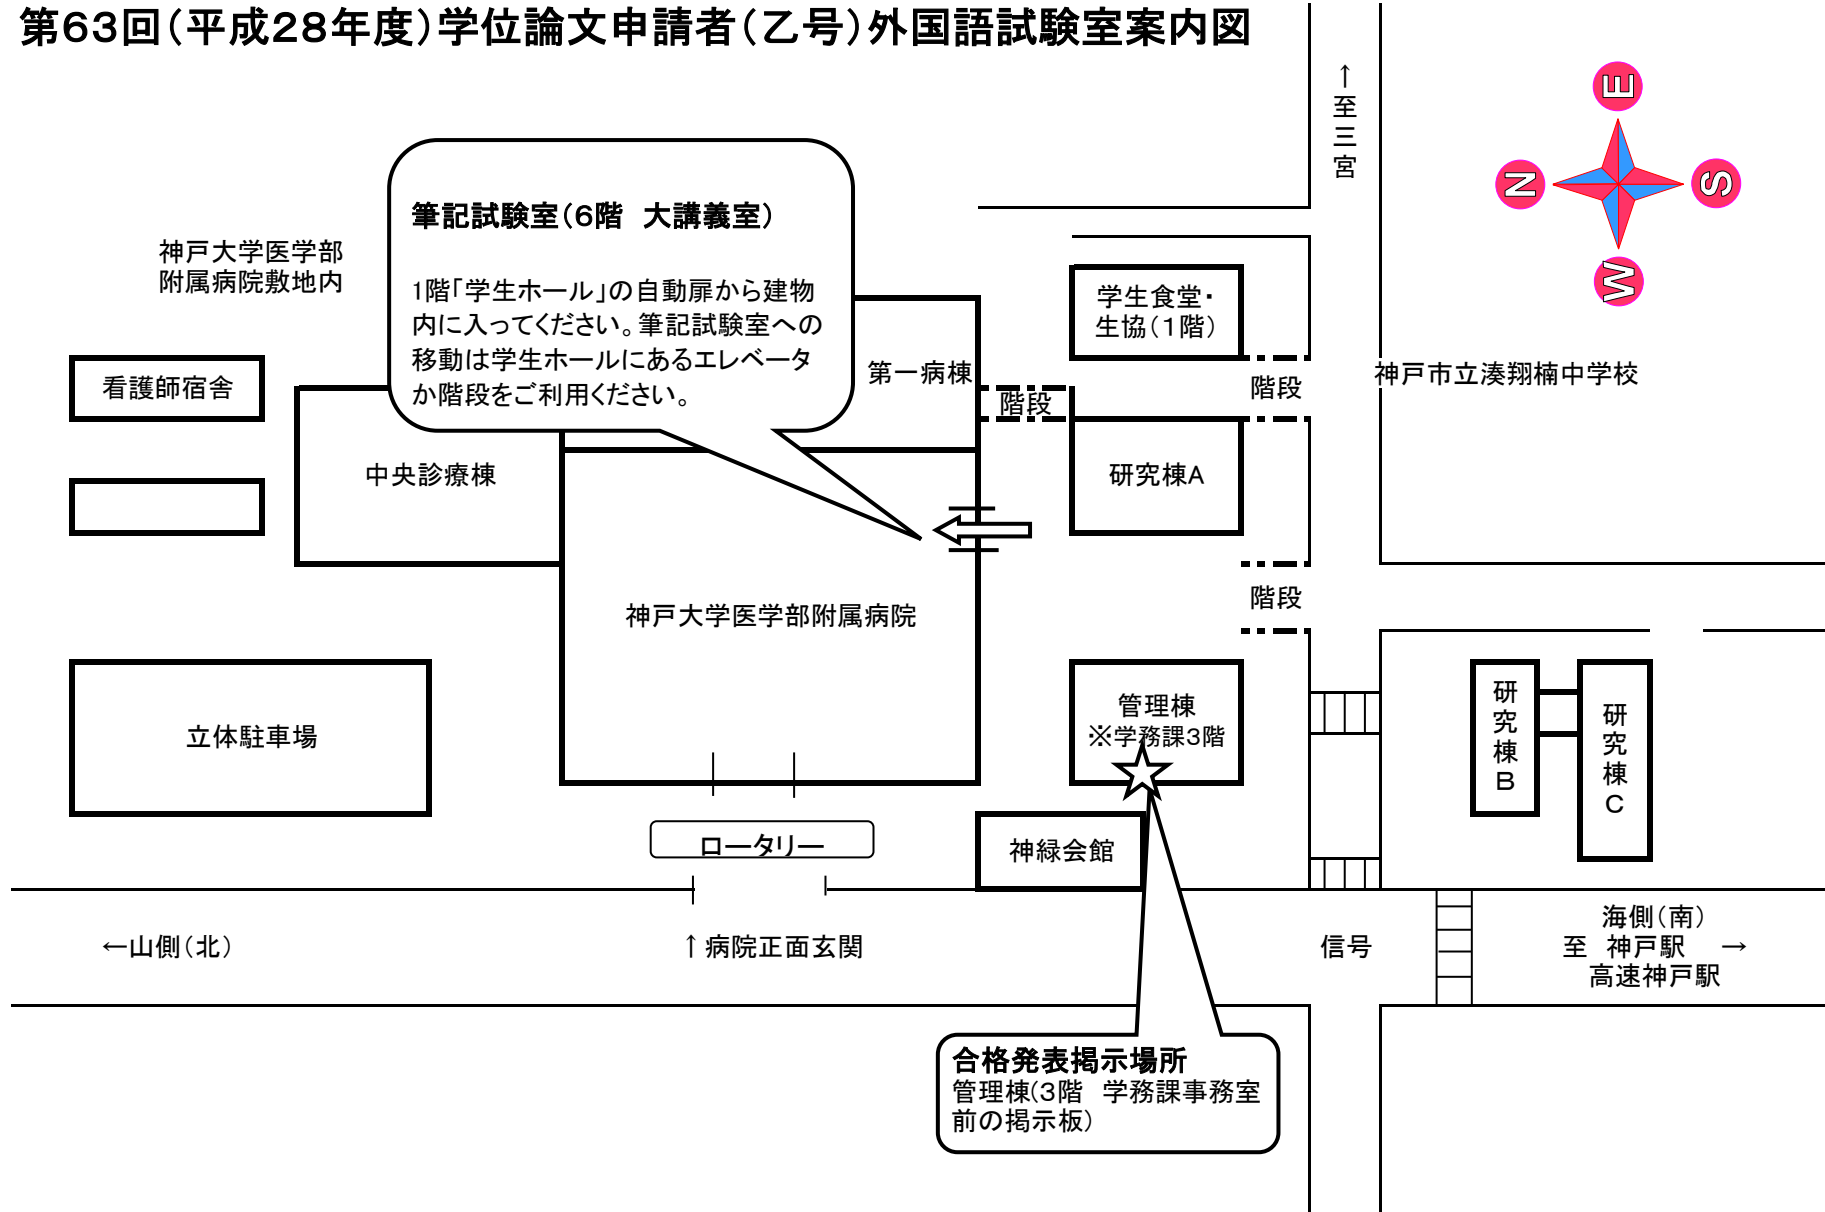 第63回（平成28年度）学位論文申請者（乙号）外国語試験室案内図
↑至三宮
E
N
S
W
筆記試験室（6階　大講義室）
1階「学生ホール」の自動扉から建物
内に入ってください。筆記試験室への
移動は学生ホールにあるエレベータ
か階段をご利用ください。
神戸大学医学部
附属病院敷地内
学生食堂・
生協（1階）
看護師宿舎
第一病棟
階段
階段
神戸市立湊翔楠中学校
中央診療棟
研究棟A
神戸大学医学部附属病院
階段
立体駐車場
管理棟
※学務課3階
研究棟B
研究棟C
ロータリー
神緑会館
←山側（北）
↑病院正面玄関
信号
海側（南）
至　神戸駅　→
高速神戸駅
合格発表掲示場所
管理棟(3階　学務課事務室
前の掲示板）